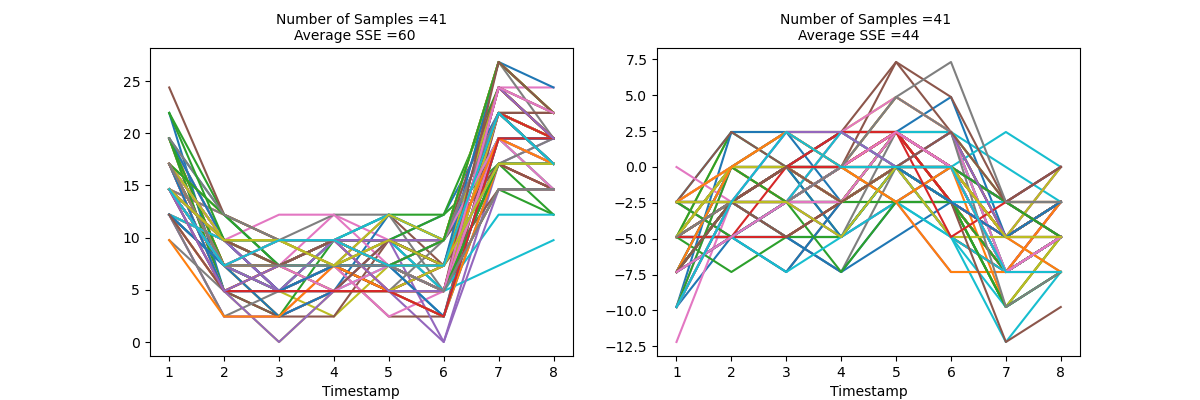 Number of Samples =41
Average SSE =60
25
20
15
10
5
0
1 2 3 4 5 6 7 8
Timestamp
Number of Samples =41
Average SSE =44
7.5
5.0
2.5
0.0
−2.5
−5.0
−7.5
−10.0
−12.5
1 2 3 4 5 6 7 8
Timestamp